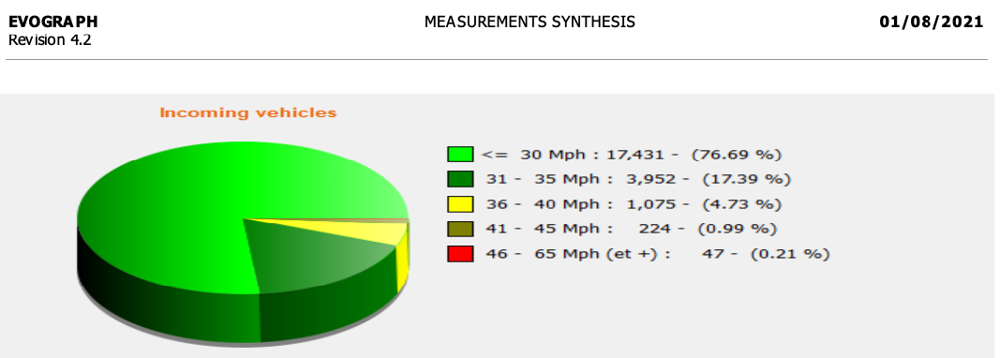 EVOGRAPH MEASUREMENTS SYNTHESIS 01/08/2021
Revision 4.2
Incoming vehicles
<= 30 Mph : 17,431 - (76.69 %)
31 - 35 Mph : 3,952 - (17.39 %)
36 - 40 Mph : 1,075 - (4.73 %)
41 - 45 Mph : 224 - (0.99 %)
46 - 65 Mph (et +) : 47 - (0.21 %)